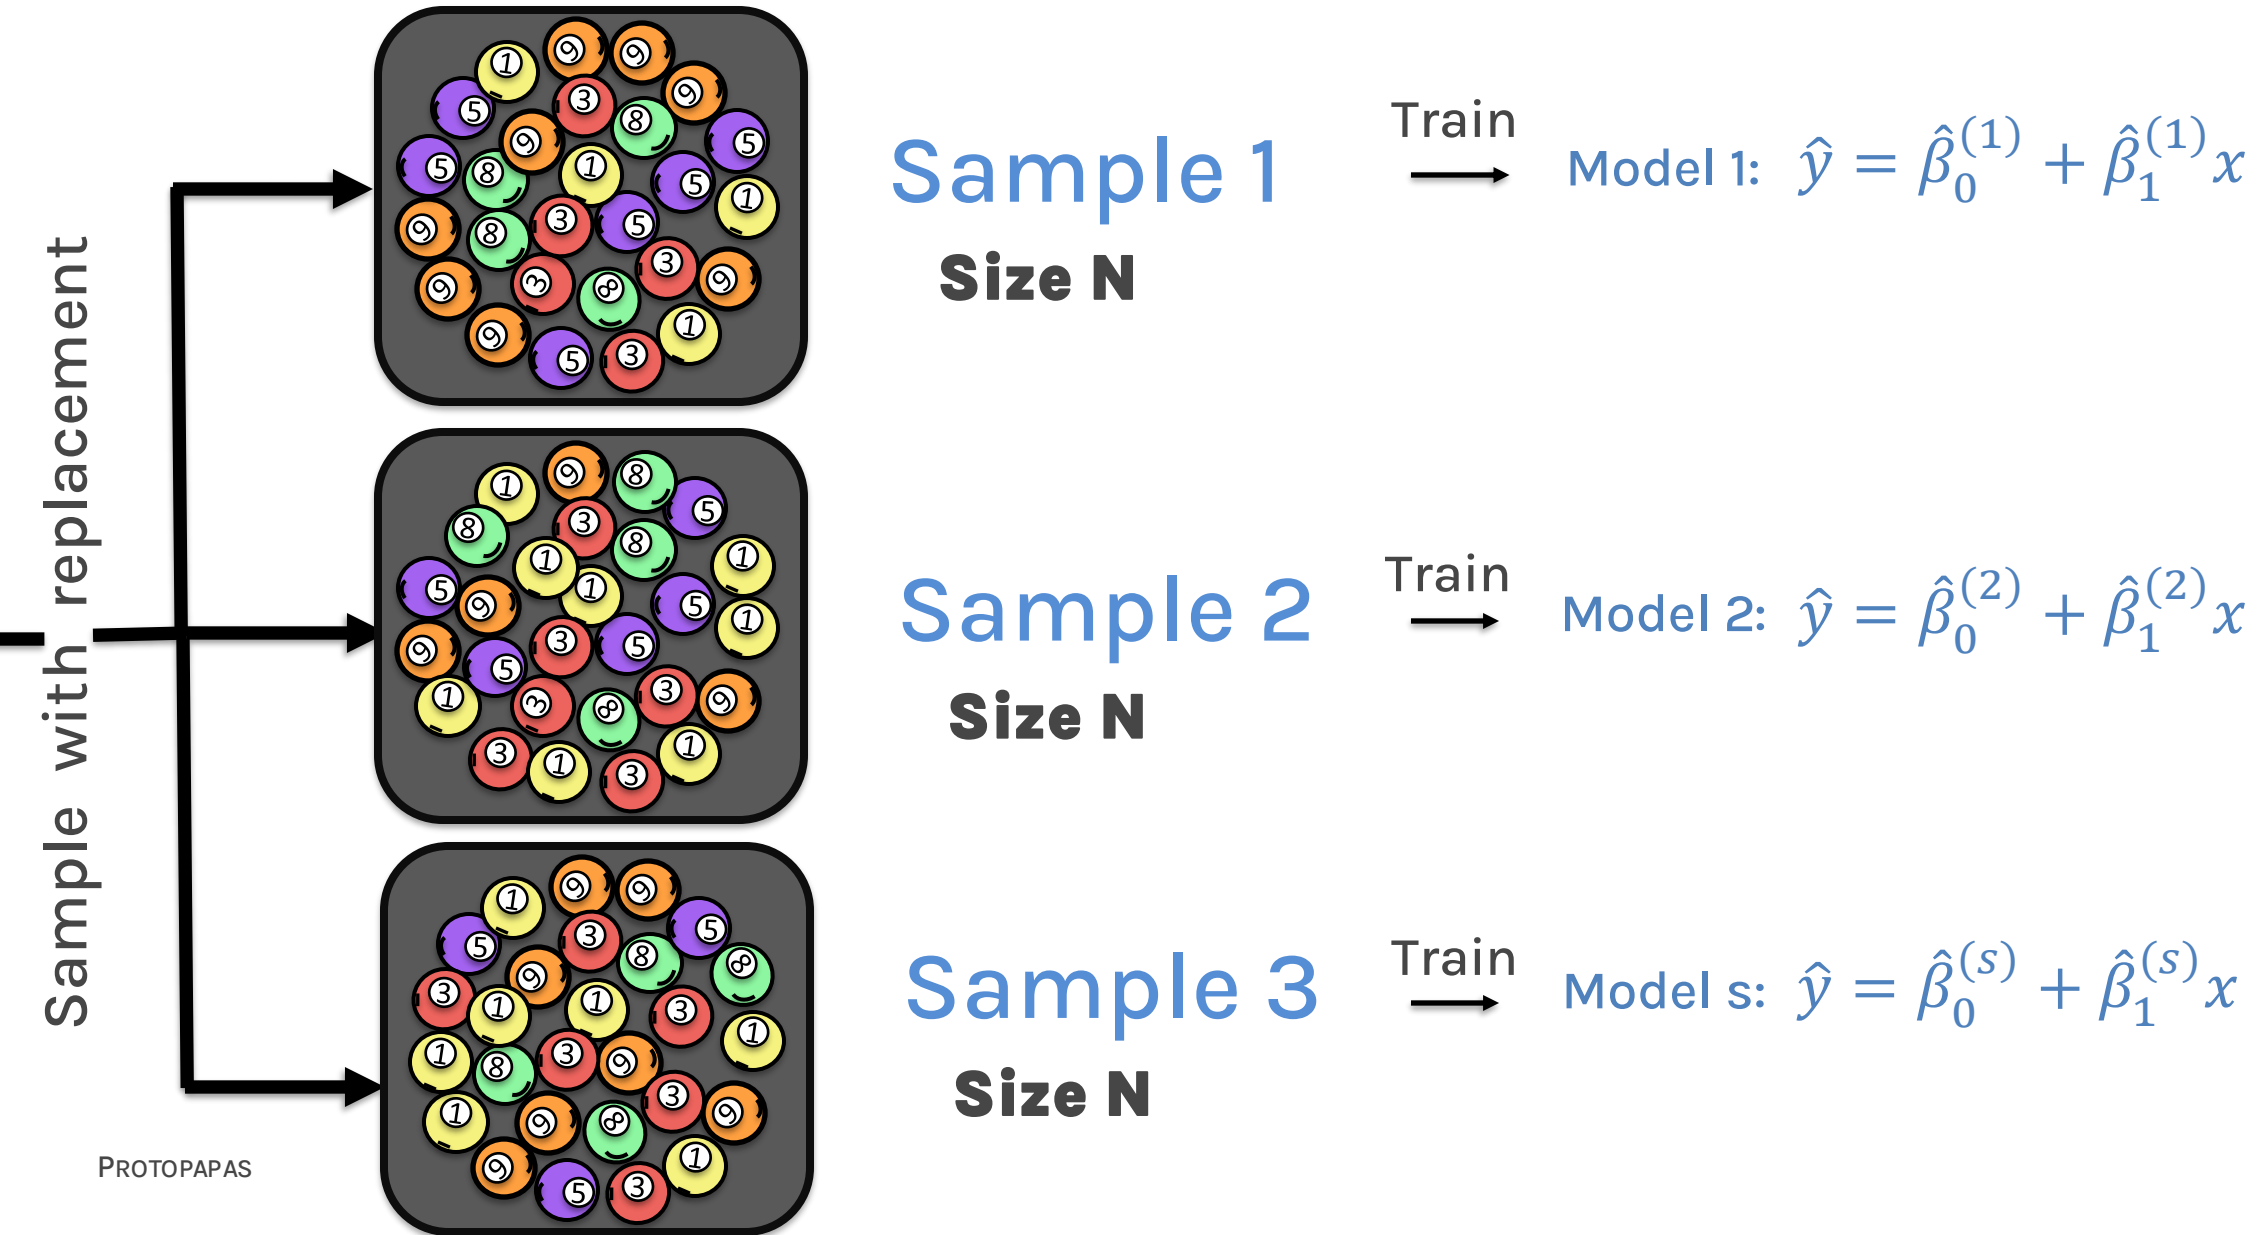 Sample with replacement
Sample 1
Size N
Train
Model 1: ŷ = β̂₀⁽¹⁾ + β̂₁⁽¹⁾x
Sample 2
Size N
Train
Model 2: ŷ = β̂₀⁽²⁾ + β̂₁⁽²⁾x
Sample 3
Size N
Train
Model s: ŷ = β̂₀⁽ˢ⁾ + β̂₁⁽ˢ⁾x
PROTOPAPAS